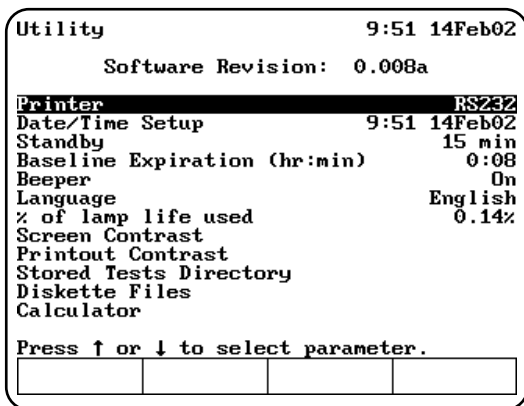 Utility 9:51 14Feb02
Software Revision: 0.008a
Printer RS232
Date/Time Setup 9:51 14Feb02
Standby 15 min
Baseline Expiration (hr:min) 0:08
Beeper On
Language English
% of lamp life used 0.14%
Screen Contrast
Printout Contrast
Stored Tests Directory
Diskette Files
Calculator
Press ↑ or ↓ to select parameter.